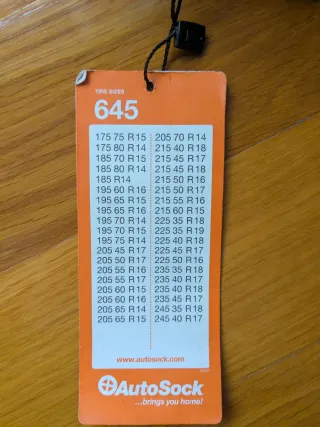 TIRE SIZES
645
175 75 R 15
175 80 R 14
185 70 R 15
185 80 R 14
185 R14
195 60 R 16
195 65 R 15
195 65 R 16
195 70 R 14
195 70 R 15
195 75 R 14
205 45 R 17
205 50 R 17
205 55 R 16
205 55 R 17
205 60 R 15
205 60 R 16
205 65 R 14
205 65 R 15
205 70 R 14
215 40 R 18
215 45 R 17
215 45 R 18
215 50 R 16
215 50 R 17
215 55 R 16
215 60 R 15
225 35 R 18
225 35 R 19
225 40 R 18
225 45 R 17
225 50 R 16
235 35 R 18
235 40 R 18
235 45 R 17
245 35 R 18
245 40 R 17
www.autosock.com
AutoSock
...brings you home!